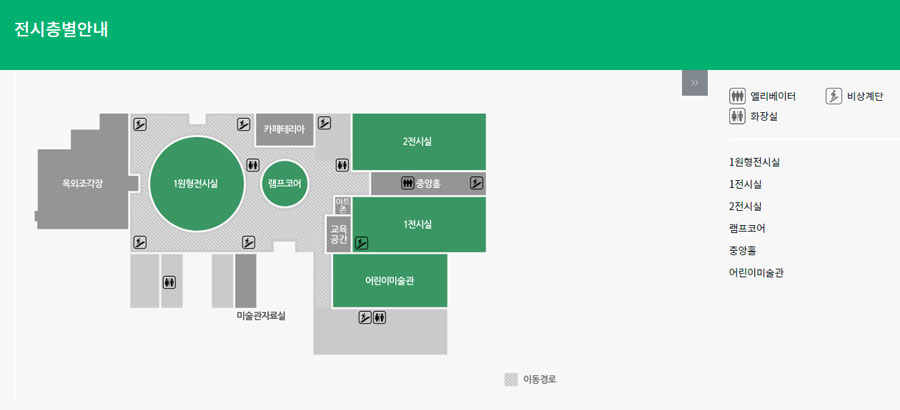 전시층별안내
»
엘리베이터
비상계단
화장실
1원형전시실
1전시실
2전시실
램프코어
중앙홀
어린이미술관
카페테리아
2전시실
옥외조각장
1원형전시실
램프코어
중앙홀
아트
존
교육
공간
1전시실
어린이미술관
미술관자료실
이동경로